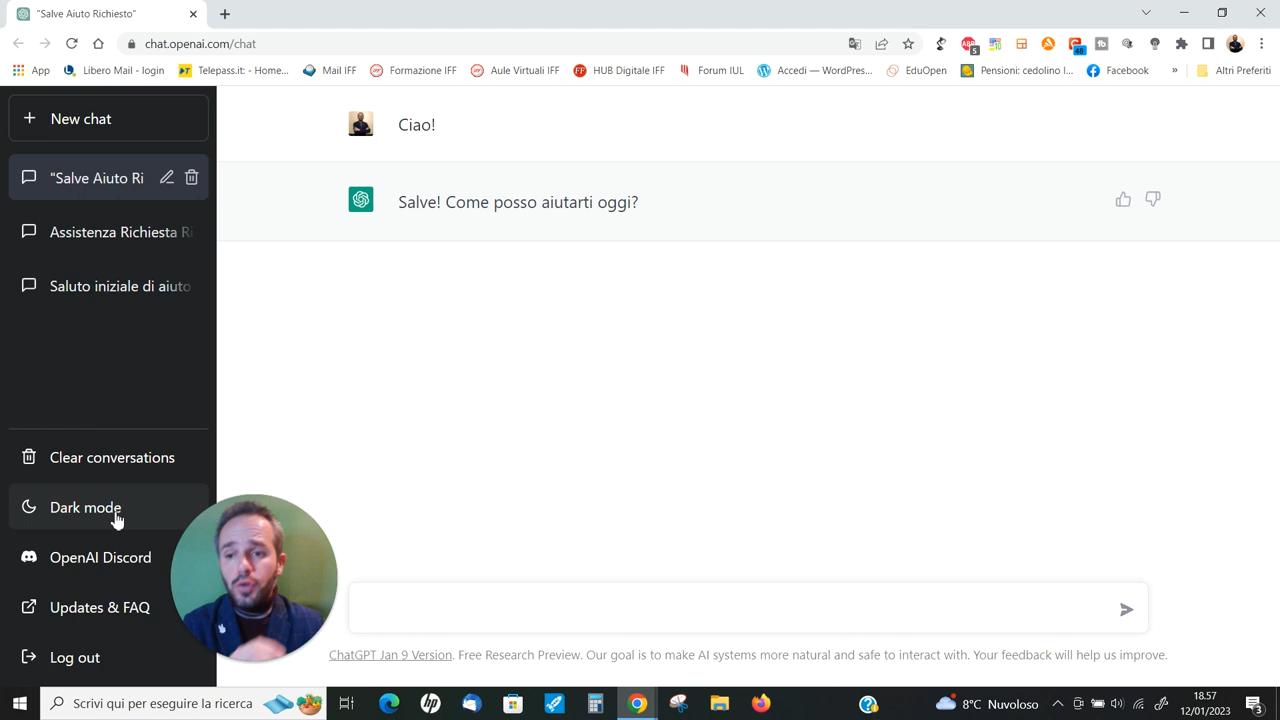 "Salve Aiuto Richiesto"
chat.openai.com/chat
App Libero Mail - login Telepass.it: - Home... Mail IFF Formazione IFF Aule Virtuali IFF HUB Digitale IFF Forum IUL Accedi — WordPres... EduOpen Pensioni: cedolino I... Facebook » Altri Preferiti
New chat
"Salve Aiuto Ri
Assistenza Richiesta Ri
Saluto iniziale di aiuto
Clear conversations
Dark mode
OpenAI Discord
Updates & FAQ
Log out
Ciao!
Salve! Come posso aiutarti oggi?
ChatGPT Jan 9 Version. Free Research Preview. Our goal is to make AI systems more natural and safe to interact with. Your feedback will help us improve.
Scrivi qui per eseguire la ricerca
8°C Nuvoloso
18.57
12/01/2023
3